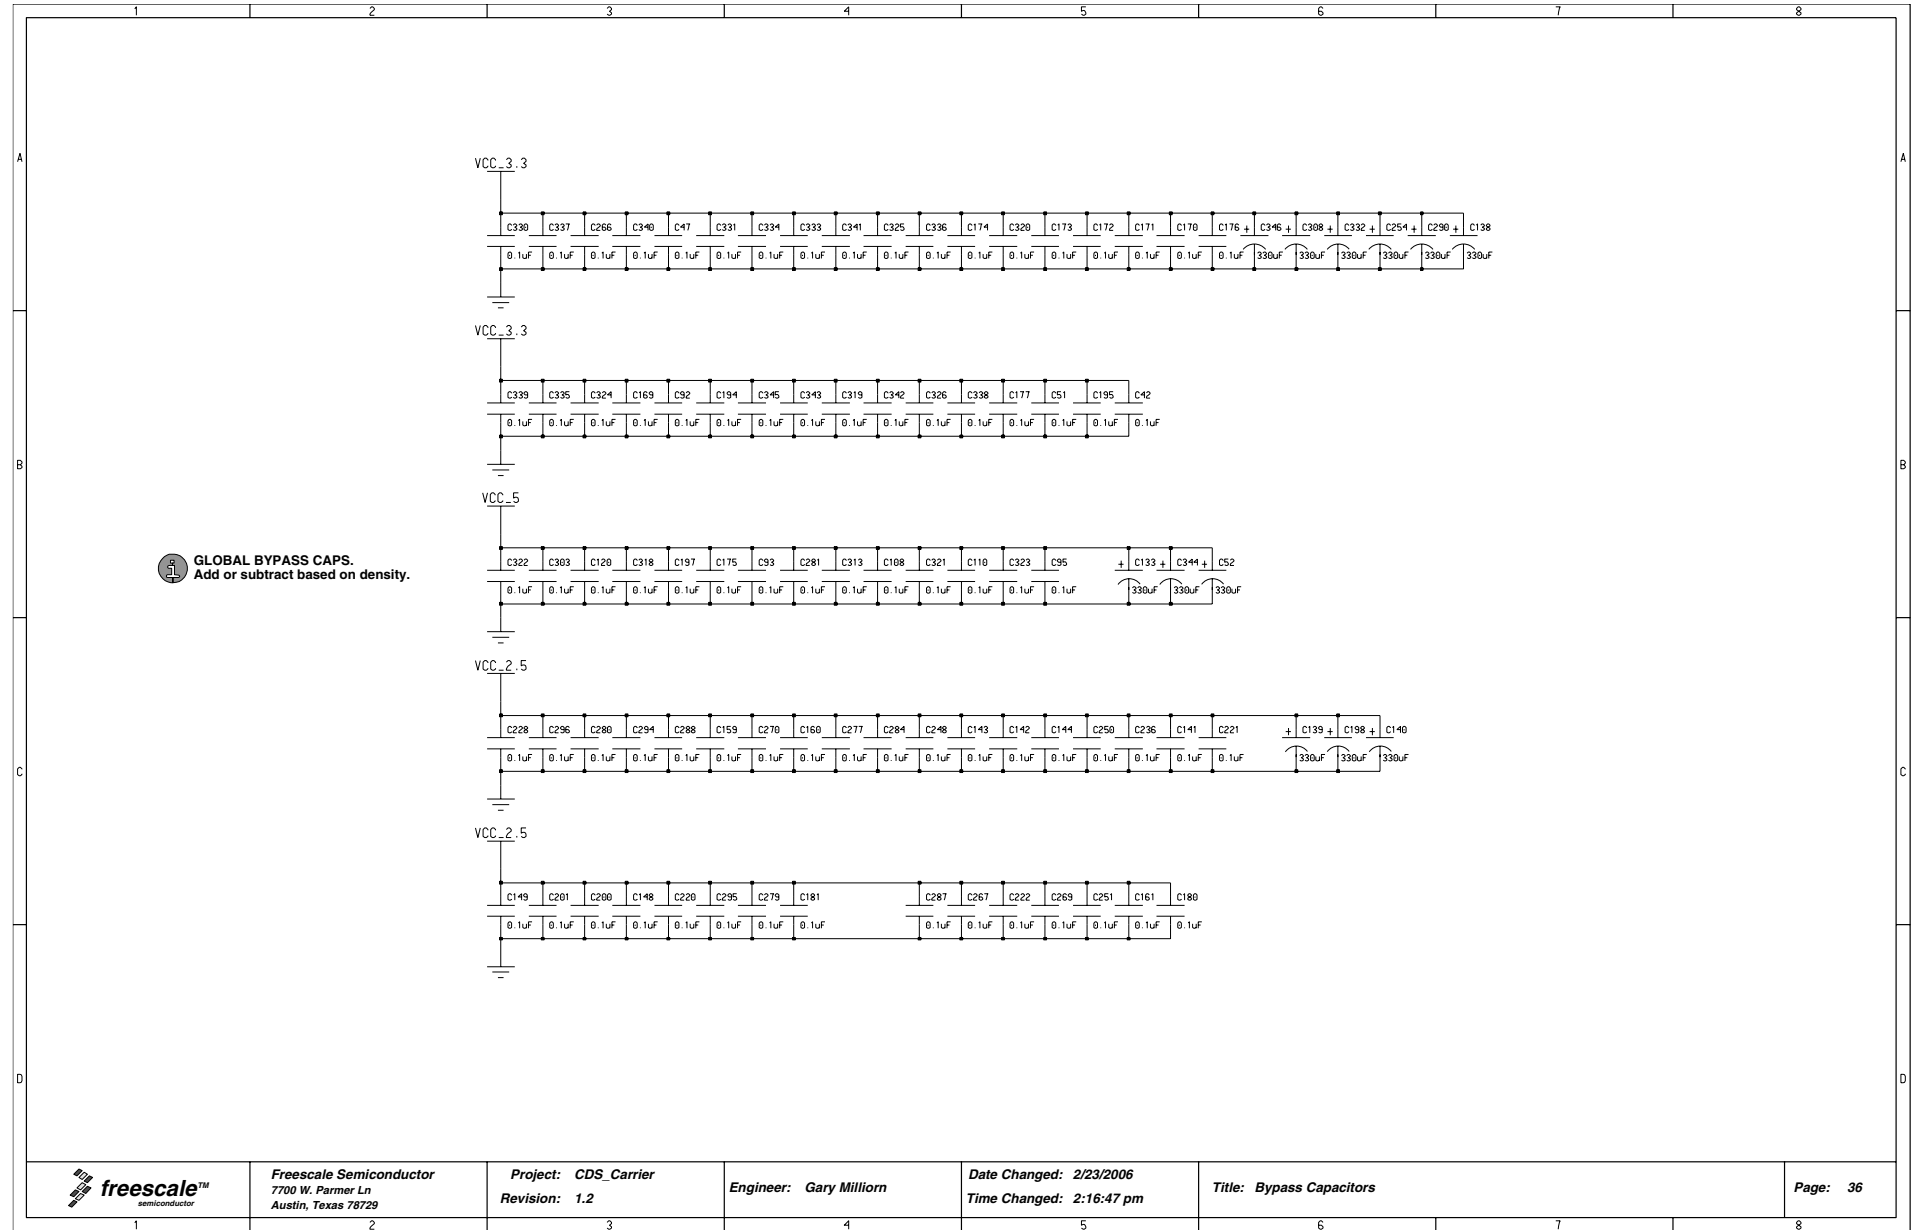 1 2 3 4 5 6 7 8
A A
VCC_3.3
C330 C337 C266 C340 C47 C331 C334 C333 C341 C325 C336 C174 C320 C173 C172 C171 C170 C176 + C346 + C308 + C332 + C254 + C290 + C138
0.1uF 0.1uF 0.1uF 0.1uF 0.1uF 0.1uF 0.1uF 0.1uF 0.1uF 0.1uF 0.1uF 0.1uF 0.1uF 0.1uF 0.1uF 0.1uF 0.1uF 0.1uF 330uF 330uF 330uF 330uF 330uF 330uF
VCC_3.3
C339 C335 C324 C169 C92 C194 C345 C343 C319 C342 C326 C338 C177 C51 C195 C42
0.1uF 0.1uF 0.1uF 0.1uF 0.1uF 0.1uF 0.1uF 0.1uF 0.1uF 0.1uF 0.1uF 0.1uF 0.1uF 0.1uF 0.1uF 0.1uF
B B
VCC_5
GLOBAL BYPASS CAPS.
Add or subtract based on density.
C322 C303 C120 C318 C197 C175 C93 C281 C313 C108 C321 C110 C323 C95 + C133 + C344 + C52
0.1uF 0.1uF 0.1uF 0.1uF 0.1uF 0.1uF 0.1uF 0.1uF 0.1uF 0.1uF 0.1uF 0.1uF 0.1uF 0.1uF 330uF 330uF 330uF
VCC_2.5
C228 C296 C280 C294 C288 C159 C270 C160 C277 C284 C248 C143 C142 C144 C250 C236 C141 C221 + C139 + C198 + C140
0.1uF 0.1uF 0.1uF 0.1uF 0.1uF 0.1uF 0.1uF 0.1uF 0.1uF 0.1uF 0.1uF 0.1uF 0.1uF 0.1uF 0.1uF 0.1uF 0.1uF 0.1uF 330uF 330uF 330uF
C C
VCC_2.5
C149 C201 C200 C148 C220 C295 C279 C181 C287 C267 C222 C269 C251 C161 C180
0.1uF 0.1uF 0.1uF 0.1uF 0.1uF 0.1uF 0.1uF 0.1uF 0.1uF 0.1uF 0.1uF 0.1uF 0.1uF 0.1uF 0.1uF
D D
freescale™
semiconductor
Freescale Semiconductor
7700 W. Parmer Ln
Austin, Texas 78729
Project: CDS_Carrier
Revision: 1.2
Engineer: Gary Milliorn
Date Changed: 2/23/2006
Time Changed: 2:16:47 pm
Title: Bypass Capacitors
Page: 36
1 2 3 4 5 6 7 8